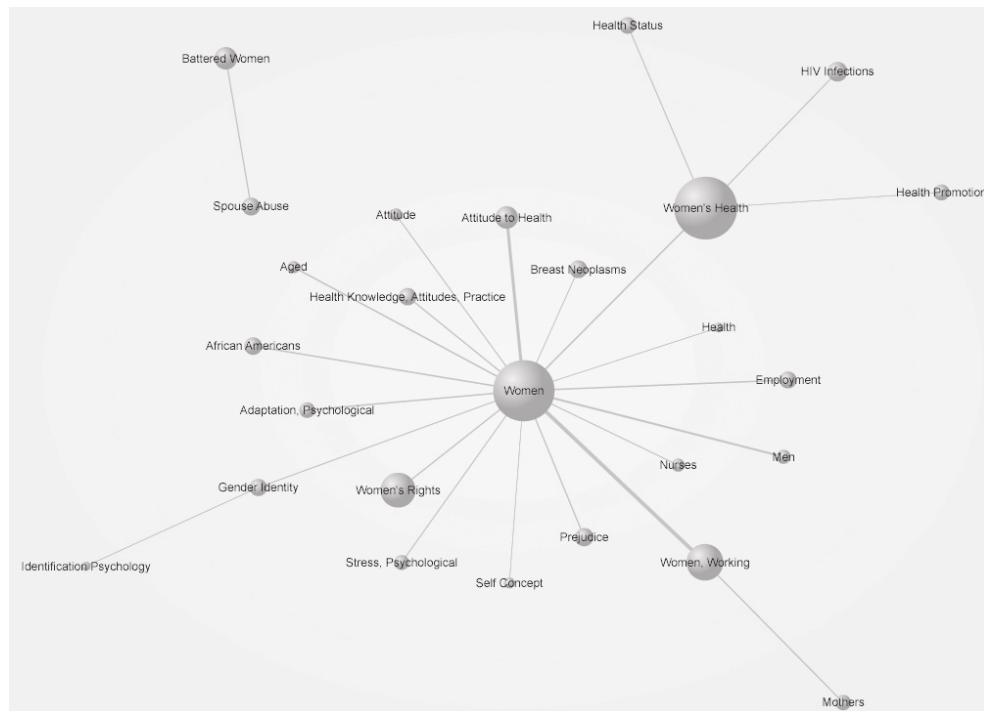 Health Status
Battered Women
HIV Infections
Health Promotion
Spouse Abuse
Women's Health
Attitude
Attitude to Health
Aged
Breast Neoplasms
Health Knowledge, Attitudes, Practice
Health
African Americans
Employment
Women
Adaptation, Psychological
Men
Nurses
Gender Identity
Women's Rights
Prejudice
Identification Psychology
Stress, Psychological
Women, Working
Self Concept
Mothers